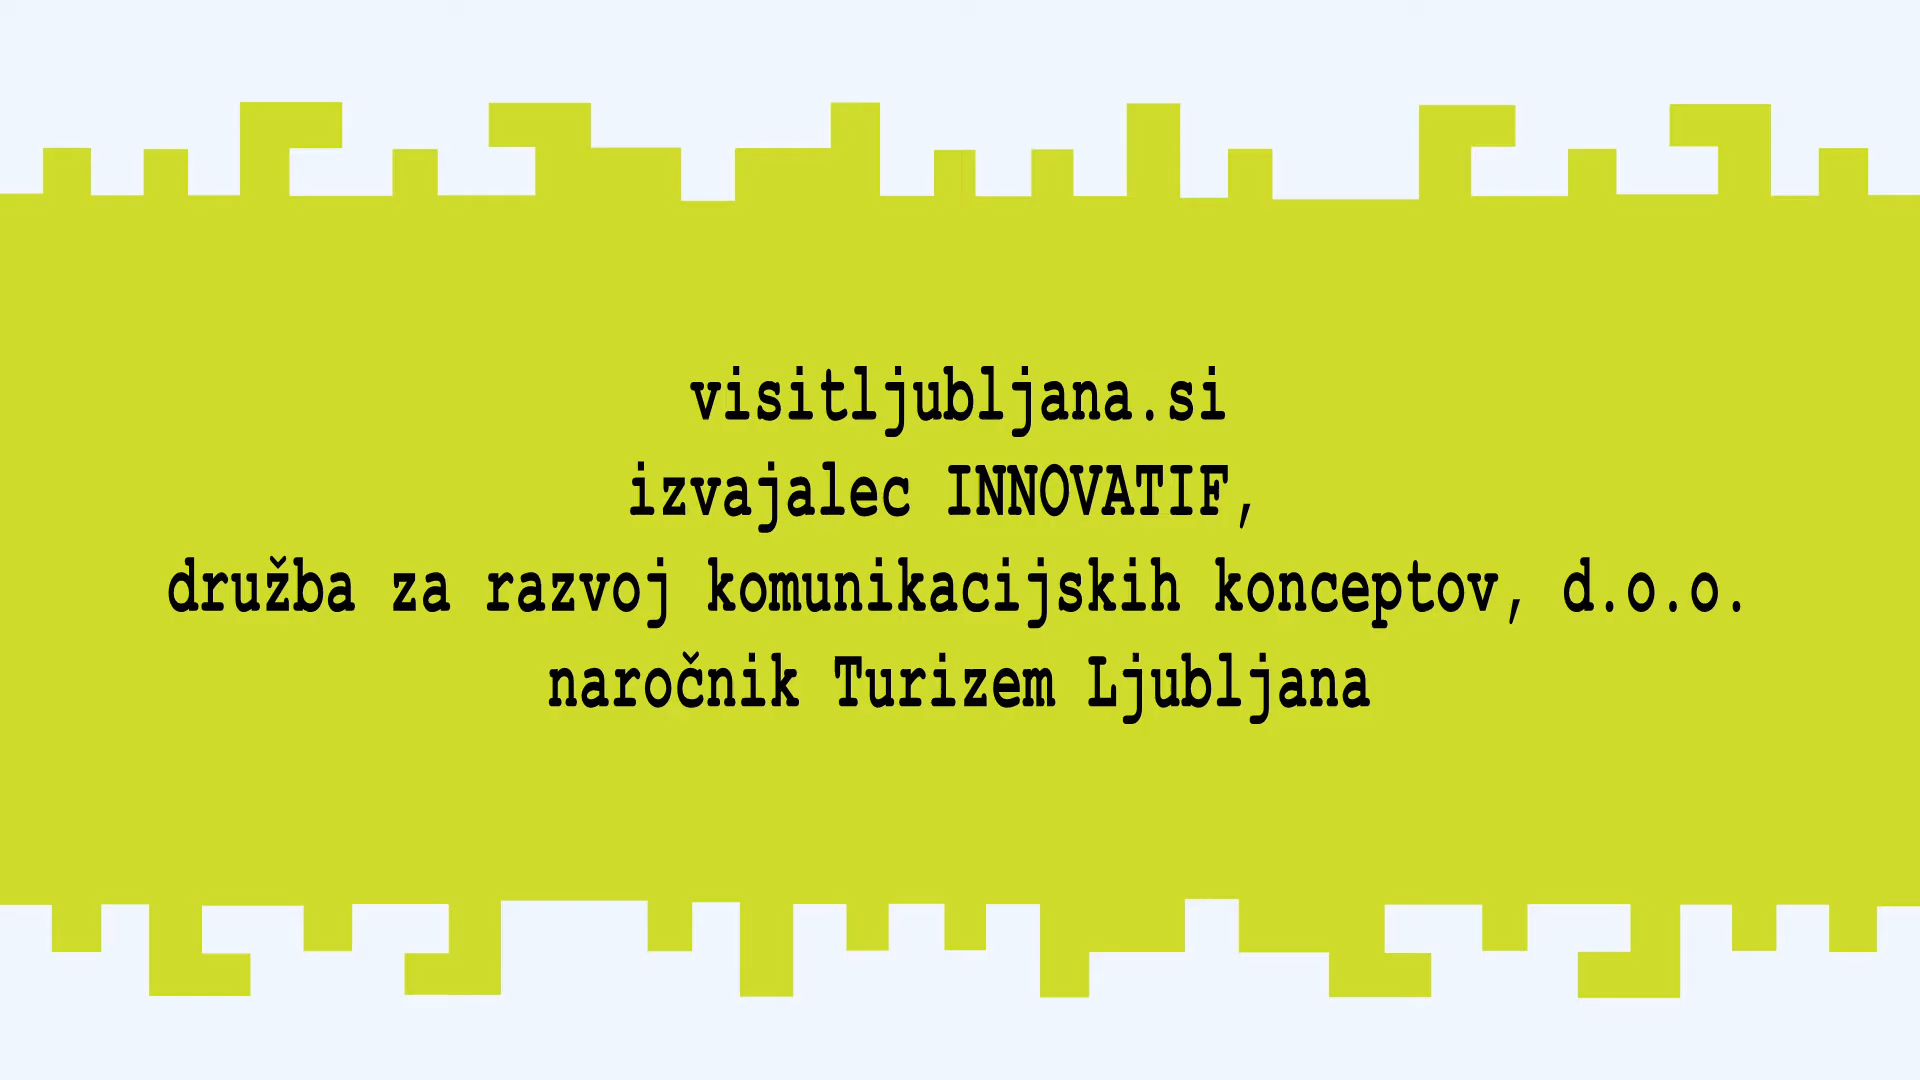 visitljubljana.si
izvajalec INNOVATIF,
družba za razvoj komunikacijskih konceptov, d.o.o.
naročnik Turizem Ljubljana